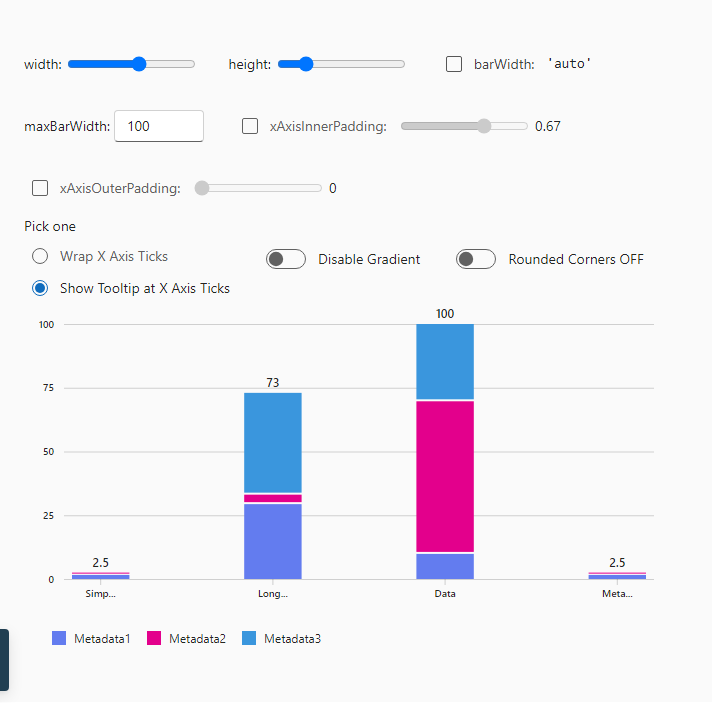 width: height: barWidth: 'auto'
maxBarWidth: 100 xAxisInnerPadding: 0.67
xAxisOuterPadding: 0
Pick one
Wrap X Axis Ticks Disable Gradient Rounded Corners OFF
Show Tooltip at X Axis Ticks
100
100
75
73
50
25
2.5 2.5
0
Simp... Long... Data Meta...
Metadata1 Metadata2 Metadata3